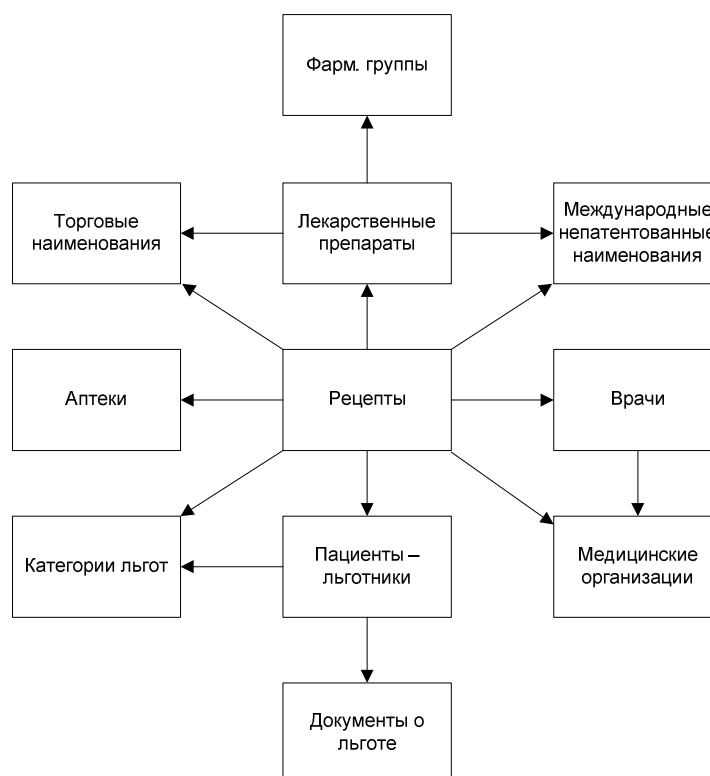 Фарм. группы
Торговые
наименования
Лекарственные
препараты
Международные
непатентованные
наименования
Аптеки
Рецепты
Врачи
Категории льгот
Пациенты –
льготники
Медицинские
организации
Документы о
льготе